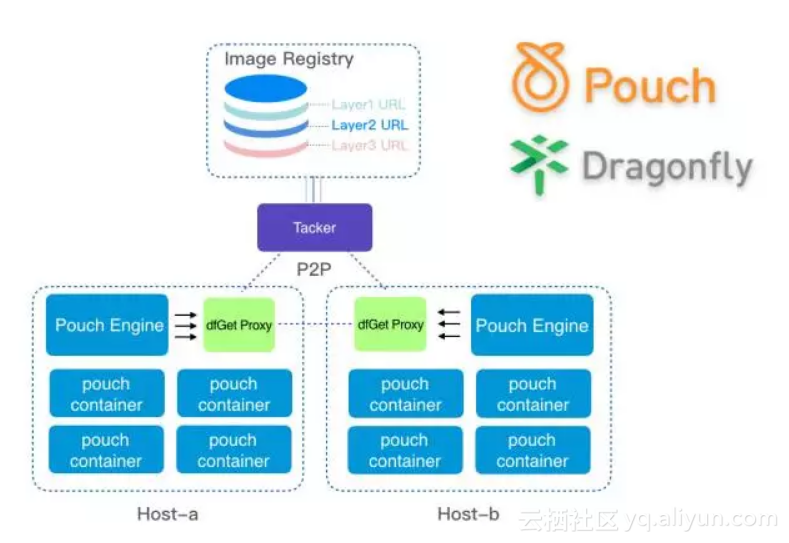 Image Registry
Layer1 URL
Layer2 URL
Layer3 URL
Pouch
Dragonfly
Tacker
P2P
Pouch Engine
dfGet Proxy
dfGet Proxy
Pouch Engine
pouch
container
pouch
container
pouch
container
pouch
container
pouch
container
pouch
container
pouch
container
pouch
container
Host-a
Host-b
云栖社区 yq.aliyun.com